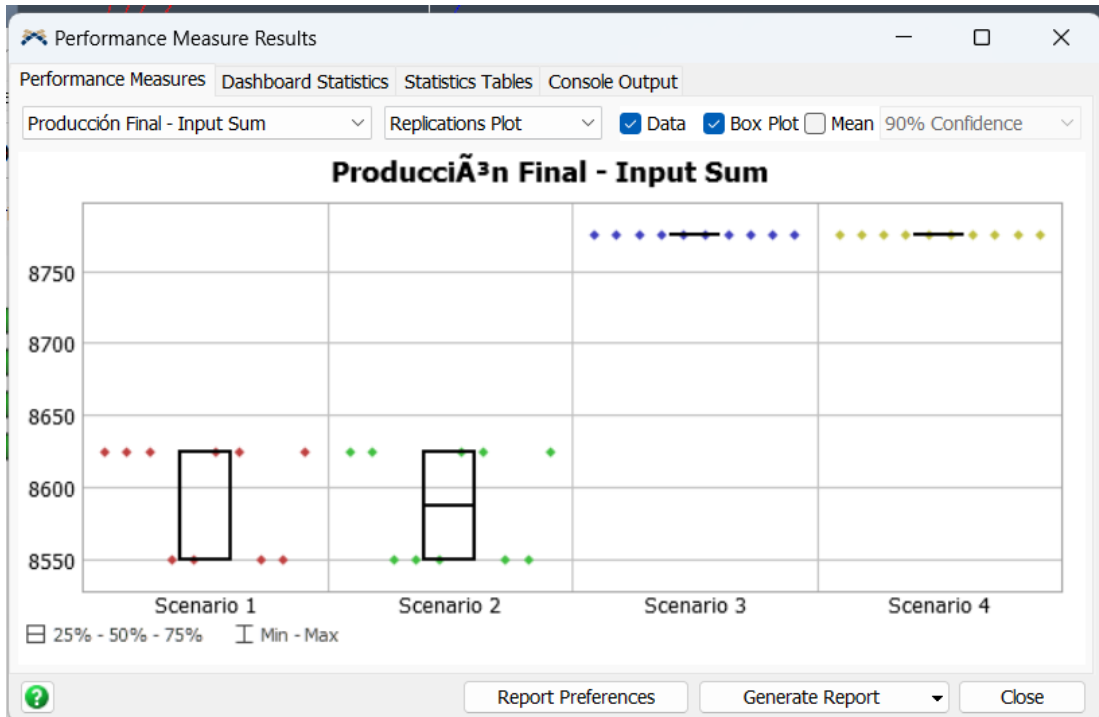 Performance Measure Results
Performance Measures Dashboard Statistics Statistics Tables Console Output
Producción Final - Input Sum Replications Plot Data Box Plot Mean 90% Confidence
ProducciÃ³n Final - Input Sum
8750
8700
8650
8600
8550
Scenario 1 Scenario 2 Scenario 3 Scenario 4
25% - 50% - 75% Min - Max
? Report Preferences Generate Report Close